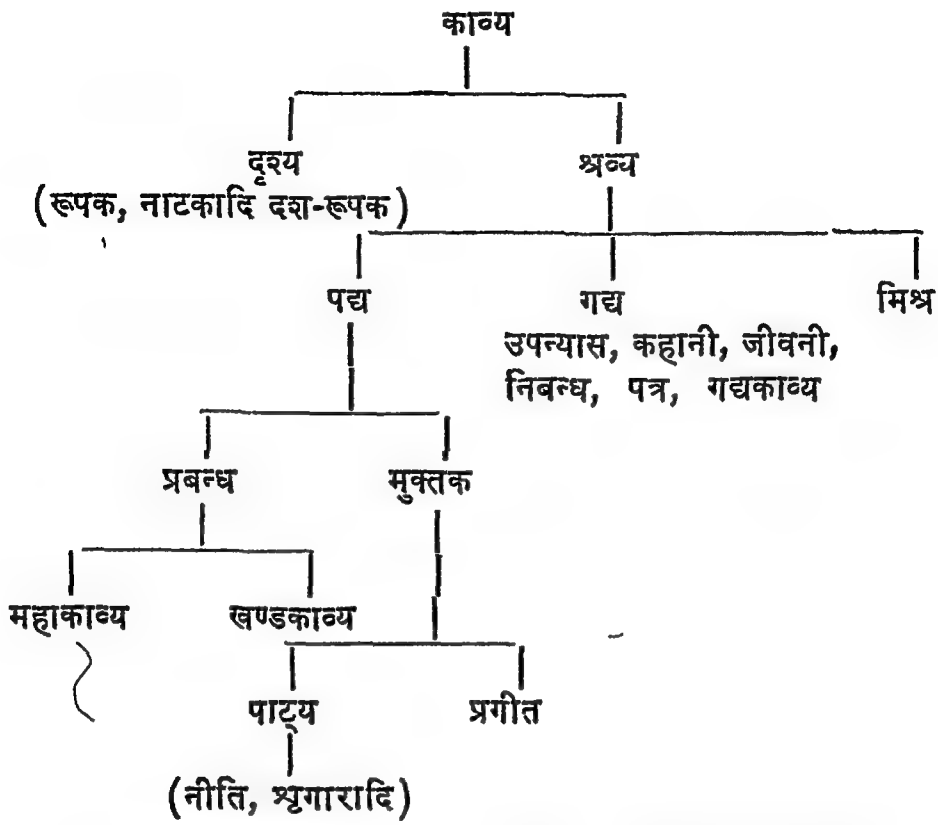 काव्य
दृश्य श्रव्य
(रूपक, नाटकादि दश-रूपक)
पद्य गद्य मिश्र
उपन्यास, कहानी, जीवनी,
निबन्ध, पत्र, गद्यकाव्य
प्रबन्ध मुक्तक
महाकाव्य खण्डकाव्य
पाट्य प्रगीत
(नीति, शृगारादि)